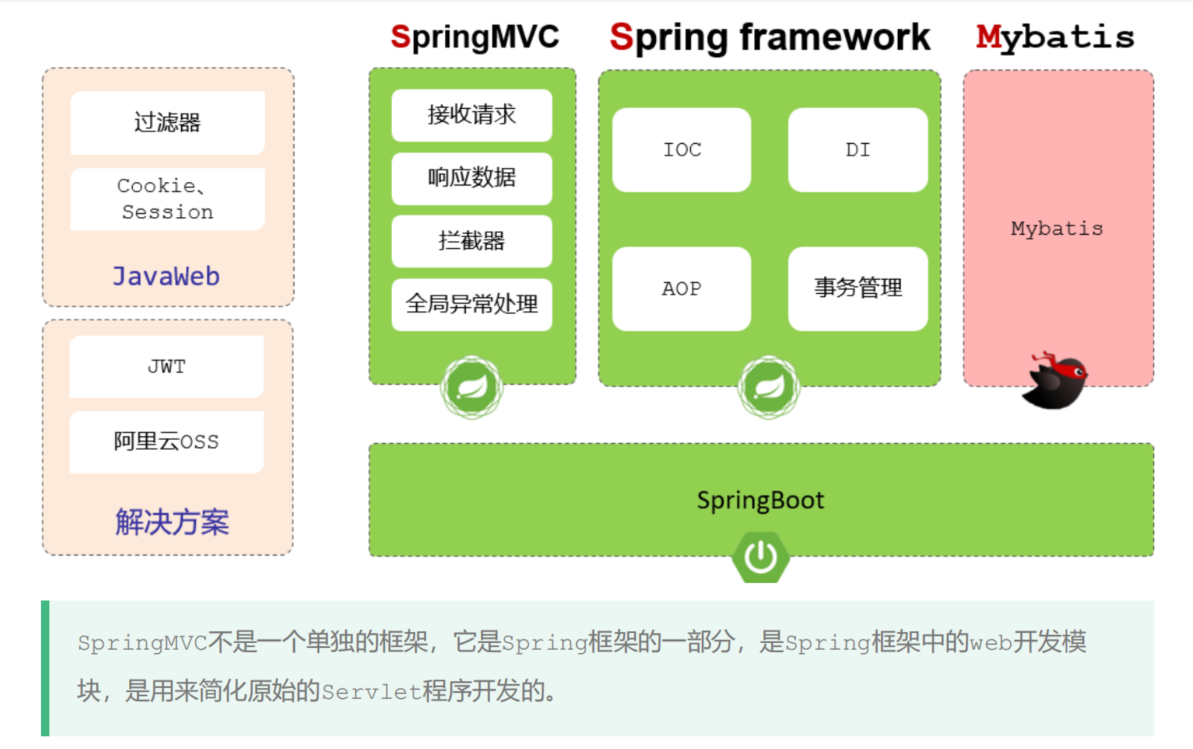 SpringMVC
Spring framework
Mybatis
过滤器
Cookie、
Session
JavaWeb
JWT
阿里云OSS
解决方案
接收请求
响应数据
拦截器
全局异常处理
IOC
DI
AOP
事务管理
Mybatis
SpringBoot
SpringMVC不是一个单独的框架，它是Spring框架的一部分，是Spring框架中的web开发模
块，是用来简化原始的Servlet程序开发的。